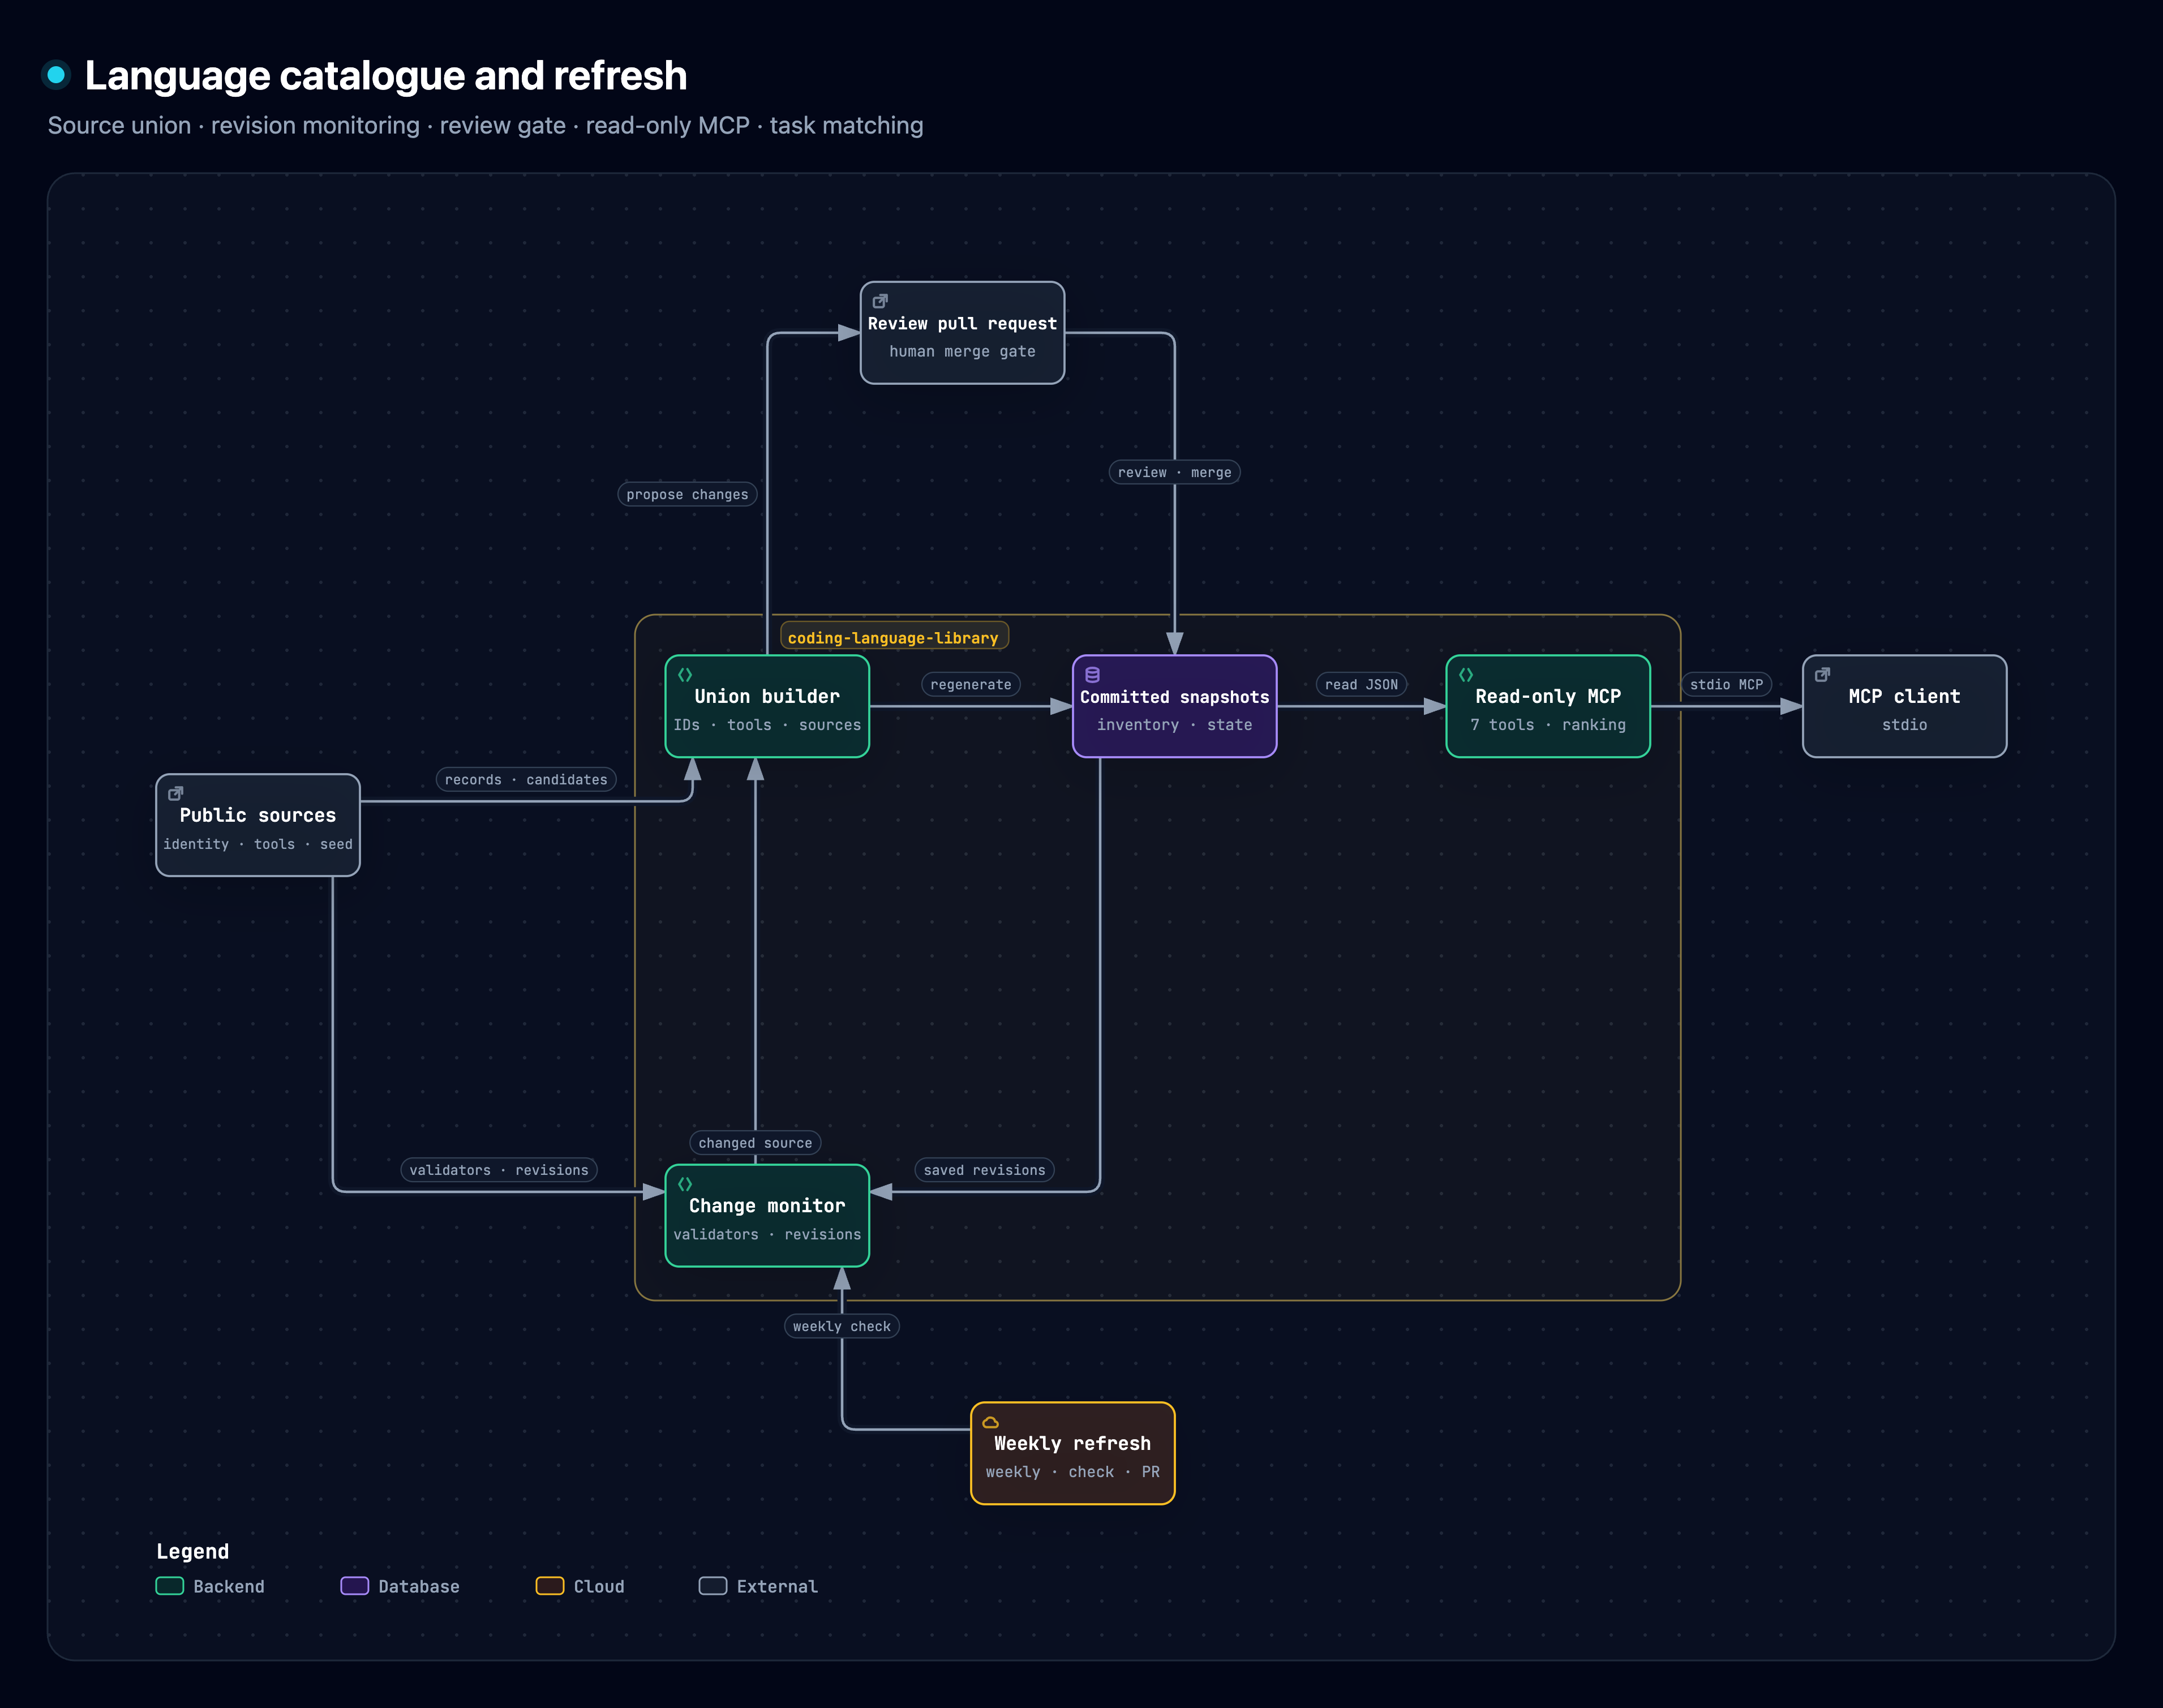 Language catalogue and refresh
Source union · revision monitoring · review gate · read-only MCP · task matching
Review pull request
human merge gate
propose changes
review · merge
coding-language-library
Union builder
IDs · tools · sources
regenerate
Committed snapshots
inventory · state
read JSON
Read-only MCP
7 tools · ranking
stdio MCP
MCP client
stdio
Public sources
identity · tools · seed
records · candidates
changed source
validators · revisions
saved revisions
Change monitor
validators · revisions
weekly check
Weekly refresh
weekly · check · PR
Legend
Backend
Database
Cloud
External